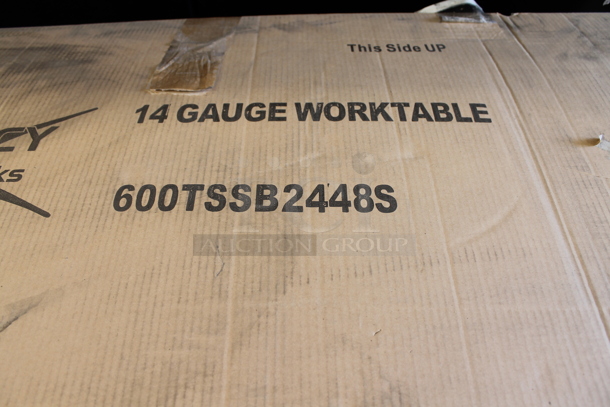 This Side UP
14 GAUGE WORKTABLE
600TSSB2448S
AUCTION GROUP